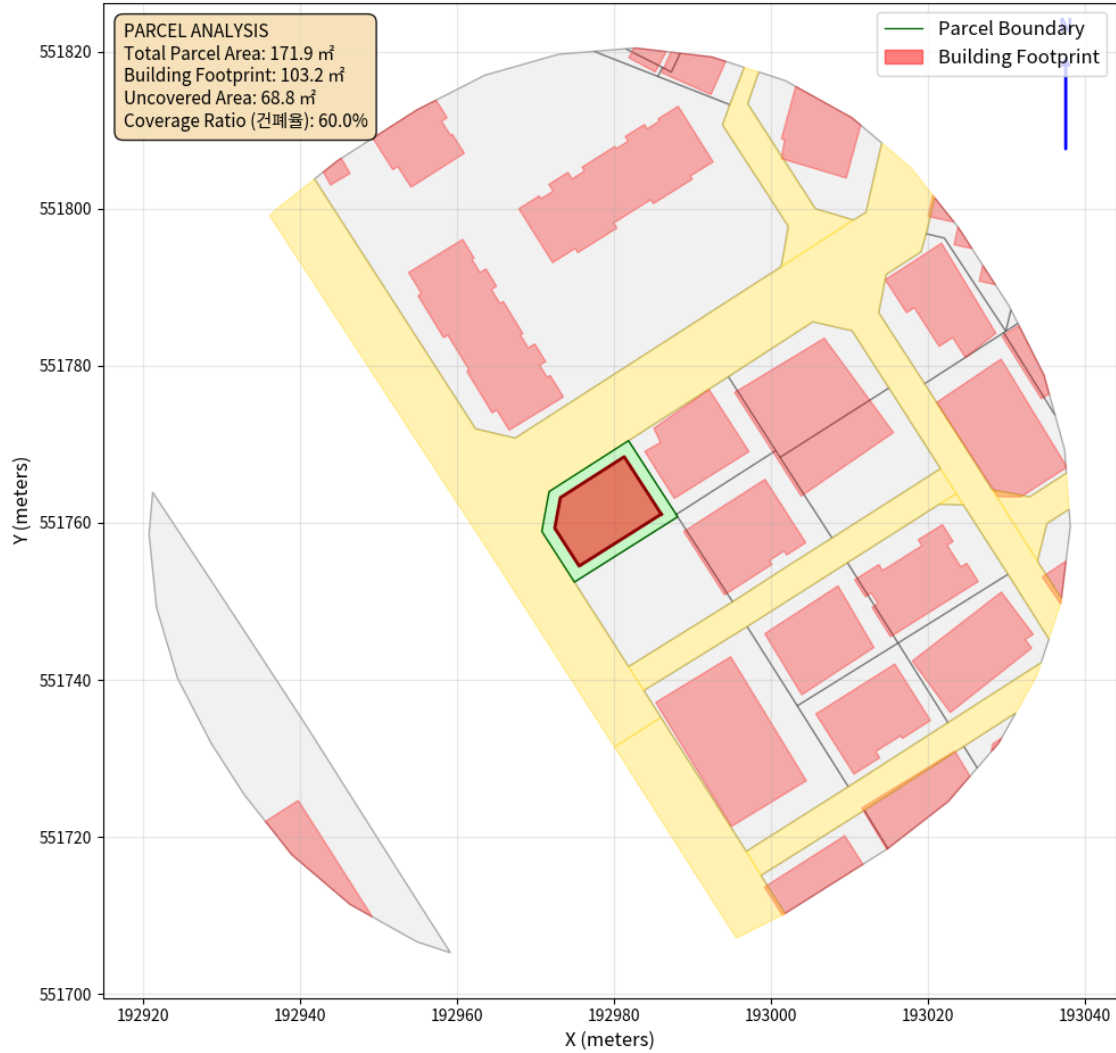 PARCEL ANALYSIS
Total Parcel Area: 171.9 ㎡
Building Footprint: 103.2 ㎡
Uncovered Area: 68.8 ㎡
Coverage Ratio (건폐율): 60.0%
Parcel Boundary
Building Footprint
N
551820
551800
551780
551760
551740
551720
551700
Y (meters)
192920
192940
192960
192980
193000
193020
193040
X (meters)